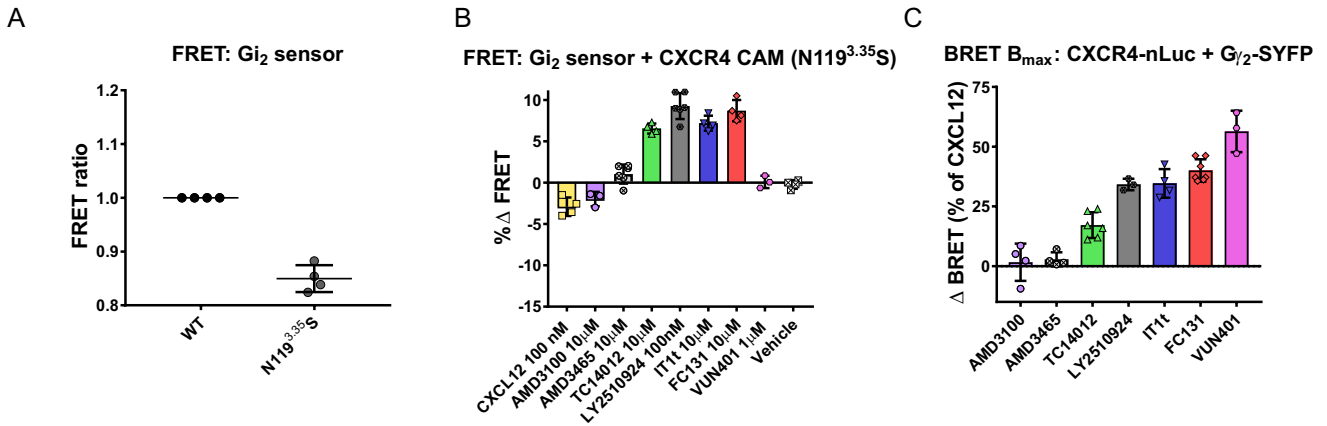 A
FRET: Gi₂ sensor
FRET ratio
1.2
1.1
1.0
0.9
0.8
WT
N119³·³⁵S
B
FRET: Gi₂ sensor + CXCR4 CAM (N119³·³⁵S)
% Δ FRET
10
5
0
-5
-10
-15
CXCL12 100 nM
AMD3100 10μM
AMD3465 10μM
TC14012 10μM
LY2510924 100nM
IT1t 10μM
FC131 10μM
VUN401 1μM
Vehicle
C
BRET Bmax: CXCR4-nLuc + Gγ₂-SYFP
Δ BRET (% of CXCL12)
75
50
25
0
AMD3100
AMD3465
TC14012
LY2510924
IT1t
FC131
VUN401